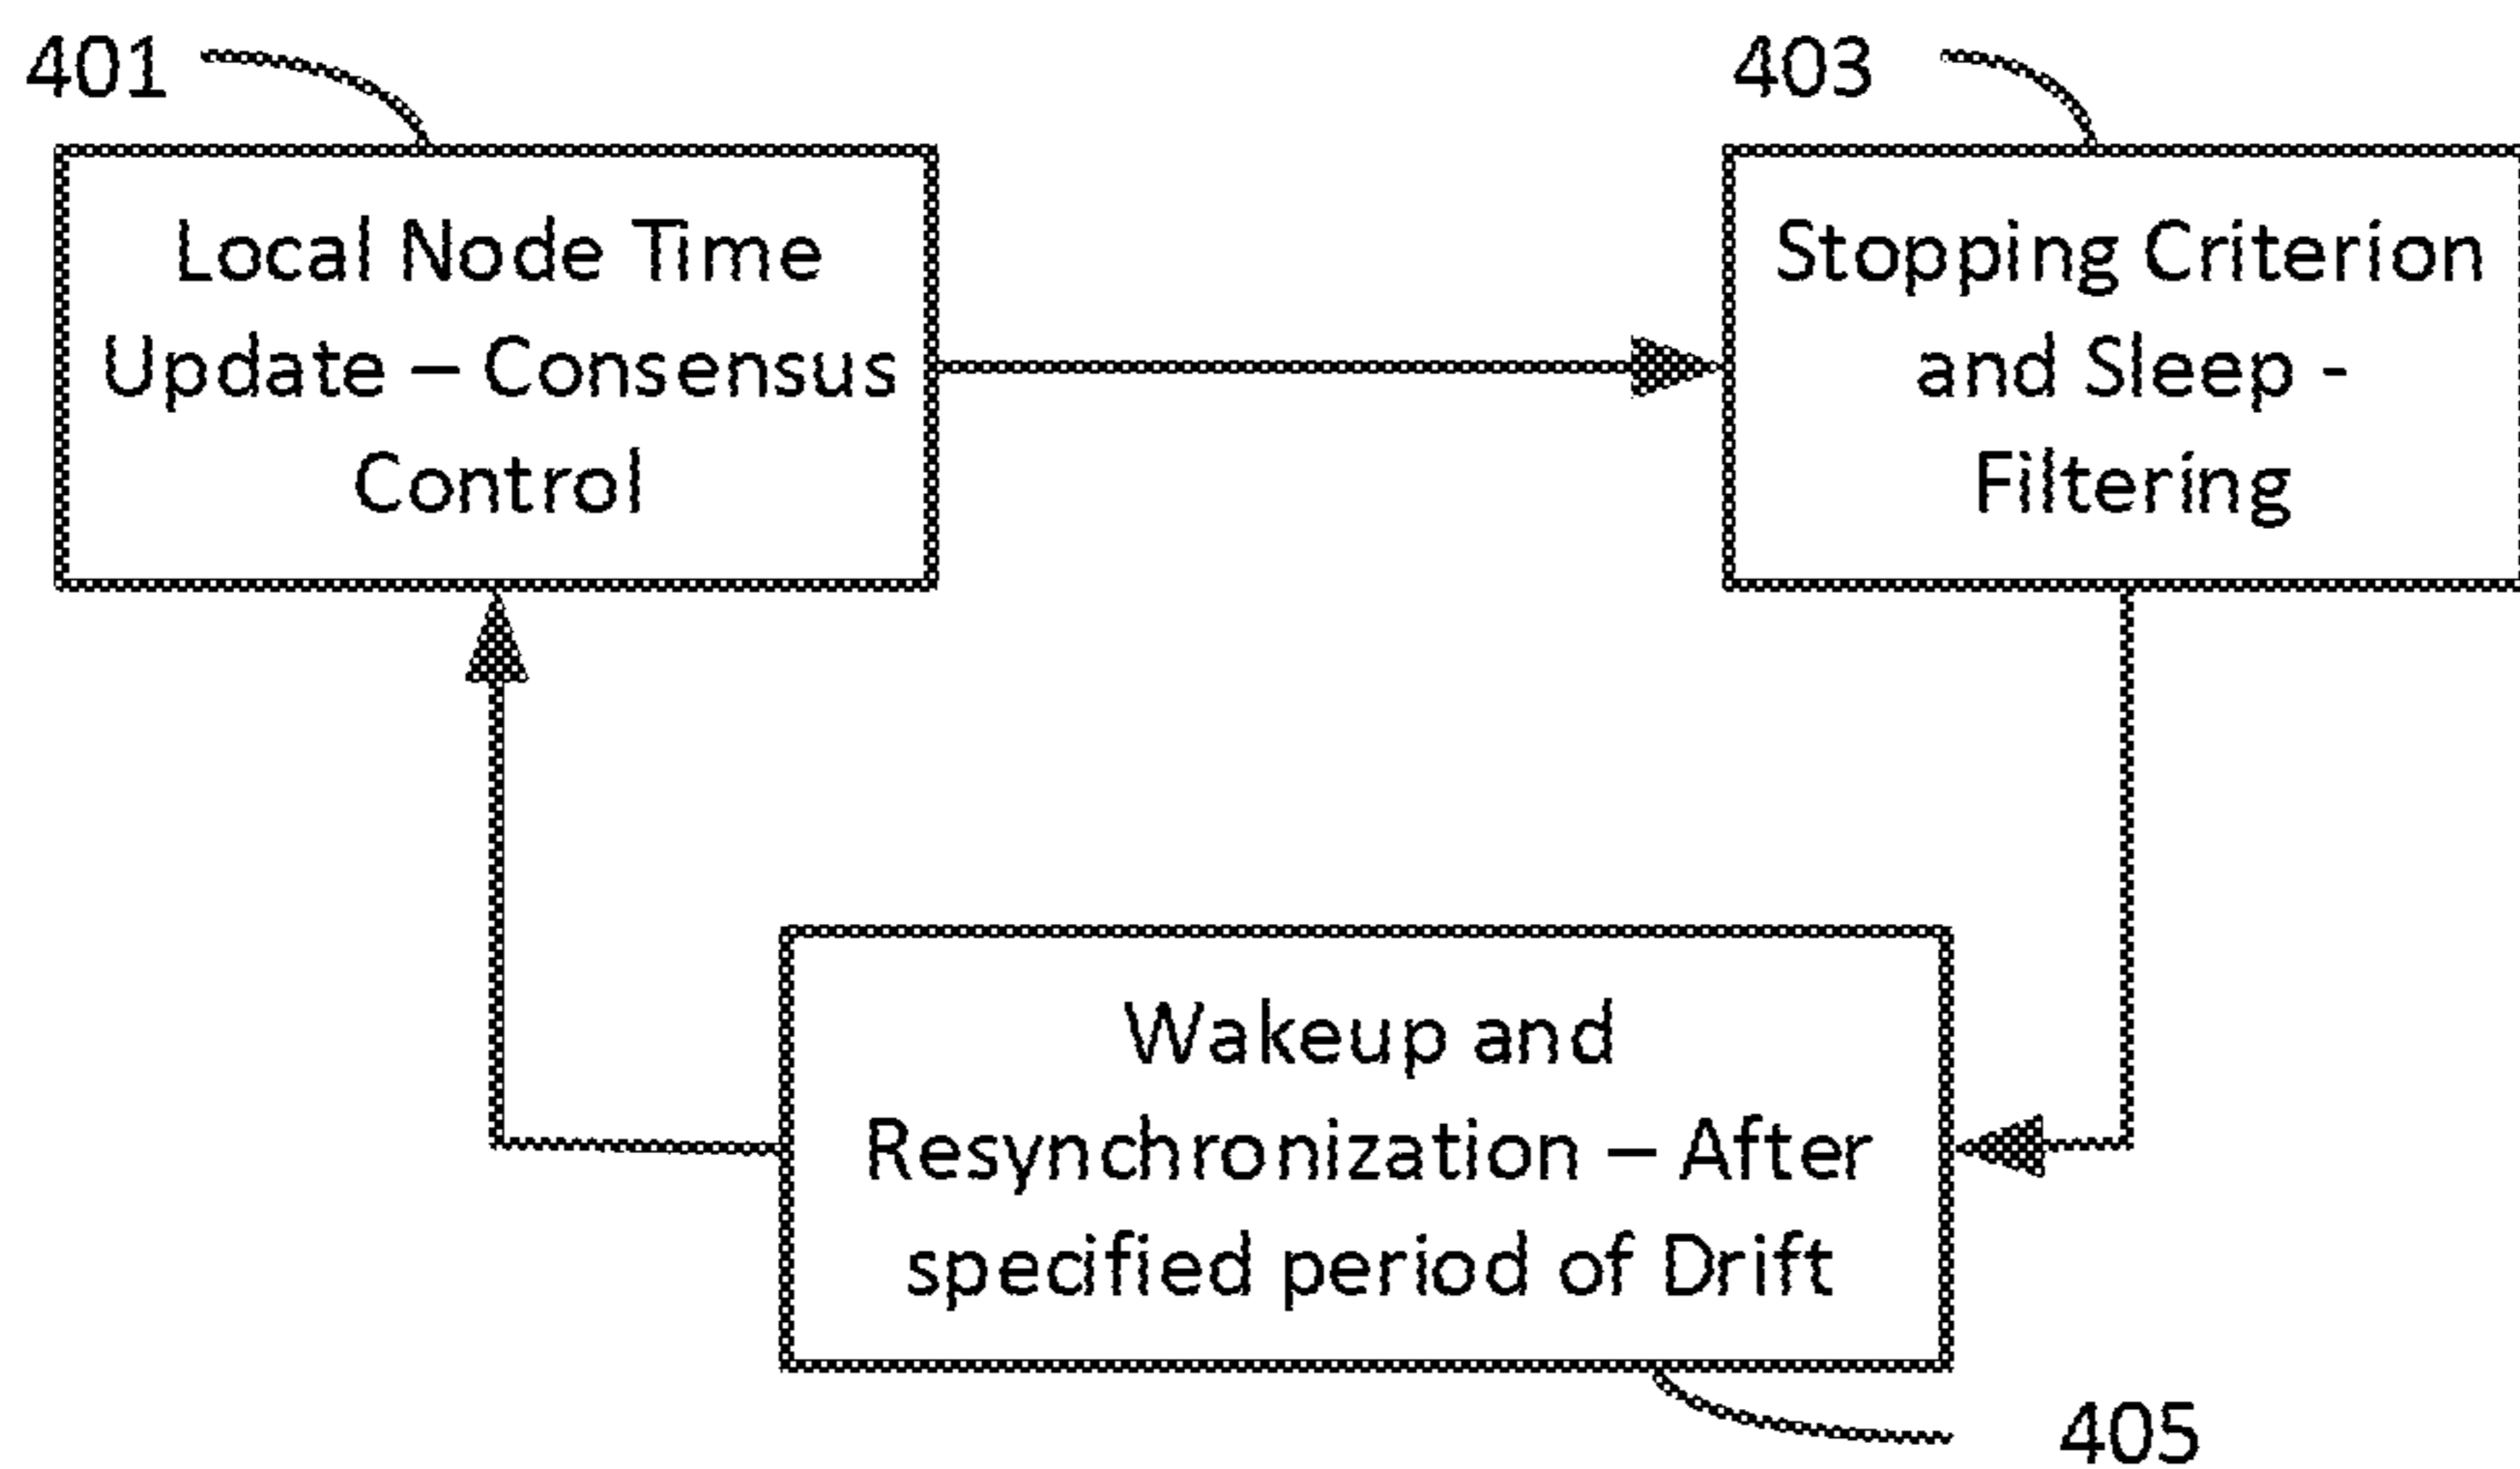 401
403
Local Node Time
Update – Consensus
Control
Stopping Criterion
and Sleep -
Filtering
Wakeup and
Resynchronization – After
specified period of Drift
405